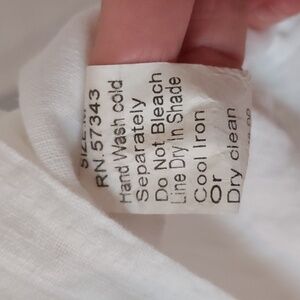 RN.57343
Hand Wash cold
Separately
Do Not Bleach
Line Dry in Shade
Cool Iron
Or
Dry clean